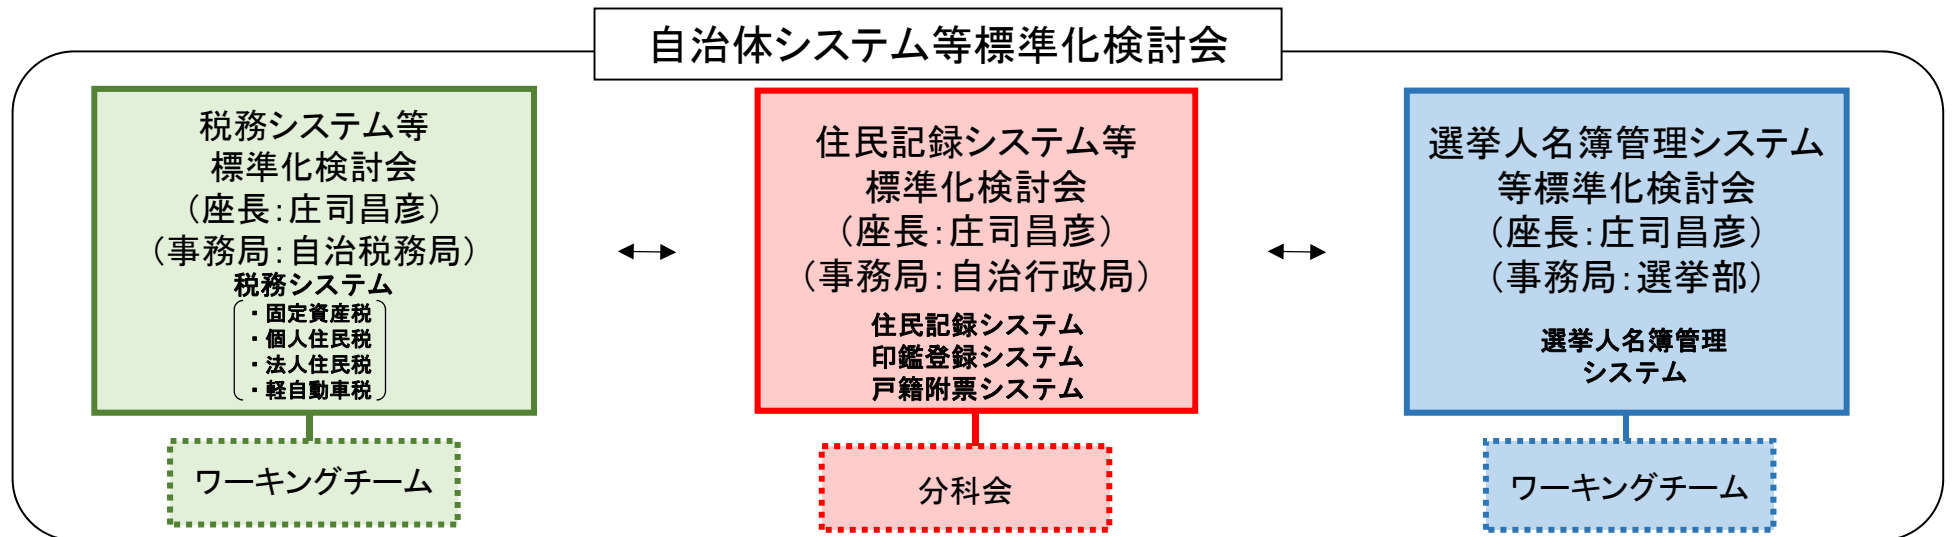 自治体システム等標準化検討会
税務システム等
標準化検討会
（座長：庄司昌彦）
（事務局：自治税務局）
税務システム
・固定資産税
・個人住民税
・法人住民税
・軽自動車税
ワーキングチーム
住民記録システム等
標準化検討会
（座長：庄司昌彦）
（事務局：自治行政局）
住民記録システム
印鑑登録システム
戸籍附票システム
分科会
選挙人名簿管理システム
等標準化検討会
（座長：庄司昌彦）
（事務局：選挙部）
選挙人名簿管理
システム
ワーキングチーム